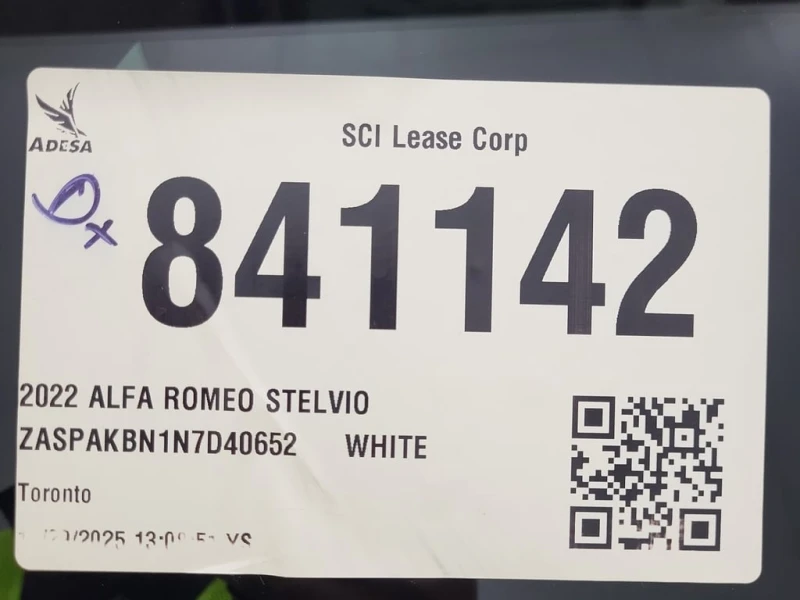 ADESA
SCI Lease Corp
841142
2022 ALFA ROMEO STELVIO
ZASPAKBN1N7D40652 WHITE
Toronto